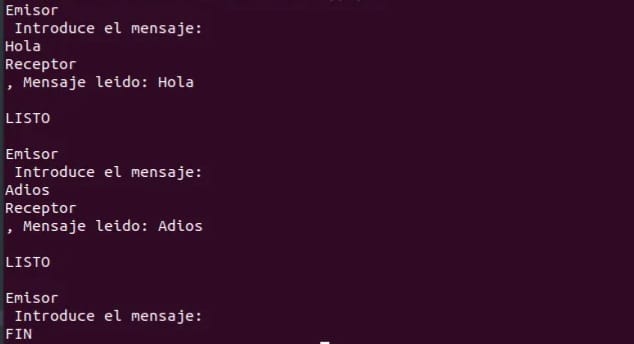 Emisor
Introduce el mensaje:
Hola
Receptor
, Mensaje leido: Hola
LISTO
Emisor
Introduce el mensaje:
Adios
Receptor
, Mensaje leido: Adios
LISTO
Emisor
Introduce el mensaje:
FIN